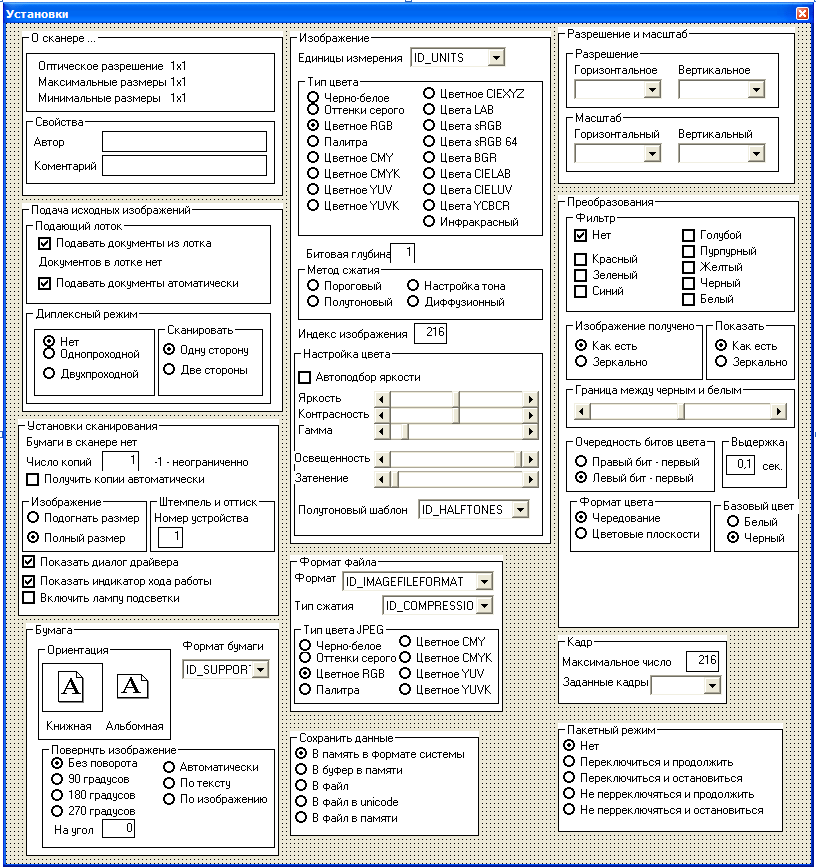 Установки
О сканере ...
Оптическое разрешение 1x1
Максимальные размеры 1x1
Минимальные размеры 1x1
Свойства
Автор
Коментарий
Подача исходных изображений
Подающий лоток
Подавать документы из лотка
Документов в лотке нет
Подавать документы атоматически
Диплексный режим
Нет
Однопроходной
Двухпроходной
Сканировать
Одну сторону
Две стороны
Установки сканирования
Бумаги в сканере нет
Число копий 1 -1 - неограниченно
Получить копии автоматически
Изображение
Подогнать размер
Полный размер
Штемпель и оттиск
Номер устройства
1
Показать диалог драйвера
Показать индикатор хода работы
Включить лампу подсветки
Бумага
Ориентация
A
A
Книжная
Альбомная
Формат бумаги
ID_SUPPORT
Повернуть изображение
Без поворота
90 градусов
180 градусов
270 градусов
На угол 0
Автоматически
По тексту
По изображению
Изображение
Единицы измерения ID_UNITS
Тип цвета
Черно-белое
Оттенки серого
Цветное RGB
Палитра
Цветное CMY
Цветное CMYK
Цветное YUV
Цветное YUVK
Цветное CIEXYZ
Цвета LAB
Цвета sRGB
Цвета sRGB 64
Цвета BGR
Цвета CIELAB
Цвета CIELUV
Цвета YCBCR
Инфракрасный
Битовая глубина 1
Метод сжатия
Пороговый
Полутоновый
Настройка тона
Диффузионный
Индекс изображения 216
Настройка цвета
Автоподбор яркости
Яркость
Контрасность
Гамма
Освещенность
Затенение
Полутоновый шаблон ID_HALFTONES
Формат файла
Формат ID_IMAGEFILEFORMAT
Тип сжатия ID_COMPRESSIO
Тип цвета JPEG
Черно-белое
Оттенки серого
Цветное RGB
Палитра
Цветное CMY
Цветное CMYK
Цветное YUV
Цветное YUVK
Сохранить данные
В память в формате системы
В буфер в памяти
В файл
В файл в unicode
В файл в памяти
Разрешение и масштаб
Разрешение
Горизонтальное Вертикальное
Масштаб
Горизонтальный Вертикальный
Преобразования
Фильтр
Нет
Красный
Зеленый
Синий
Голубой
Пурпурный
Желтый
Черный
Белый
Изображение получено
Как есть
Зеркально
Показать
Как есть
Зеркально
Граница между черным и белым
Очередность битов цвета
Правый бит - первый
Левый бит - первый
Выдержка
0,1 сек.
Формат цвета
Чередование
Цветовые плоскости
Базовый цвет
Белый
Черный
Кадр
Максимальное число 216
Заданные кадры
Пакетный режим
Нет
Переключиться и продолжить
Переключиться и остановиться
Не перреключяться и продолжить
Не перреключяться и остановиться